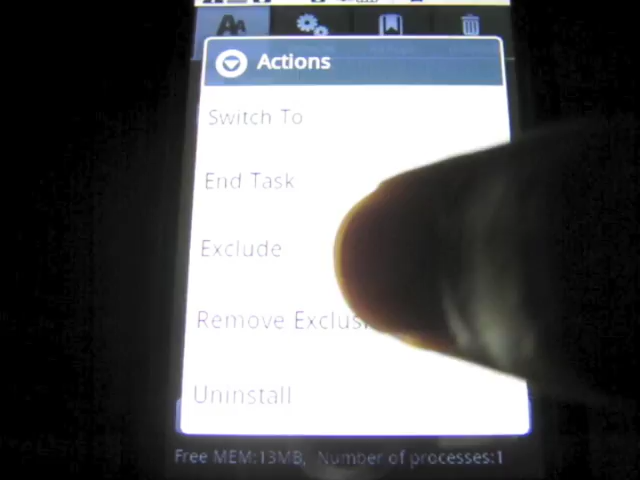 Actions
Switch To
End Task
Exclude
Remove Exclus
Uninstall
Free MEM:13MB, Number of processes:1